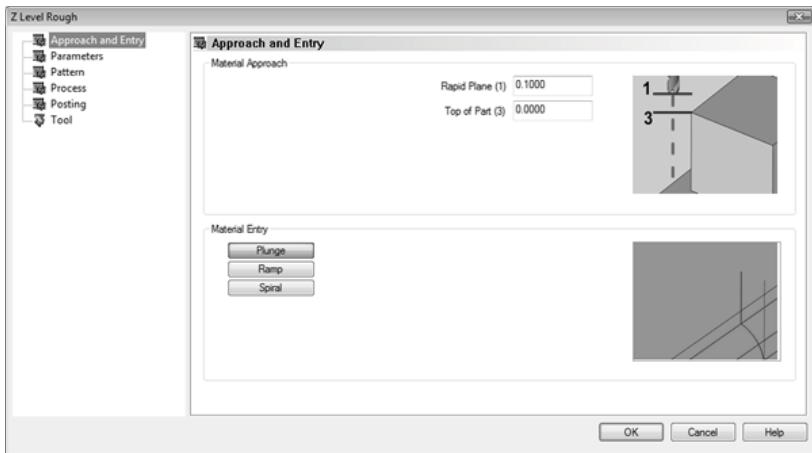 Z Level Rough
Approach and Entry
Parameters
Pattern
Process
Posting
Tool
Approach and Entry
Material Approach
Rapid Plane (1) 0.1000
Top of Part (3) 0.0000
1
3
Material Entry
Plunge
Ramp
Spiral
OK Cancel Help